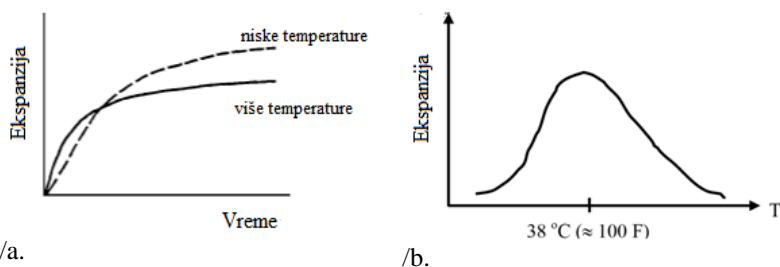 niske temperature
više temperature
Ekspanzija
Vreme
/a.
Ekspanzija
T
38 °C (≈ 100 F)
/b.